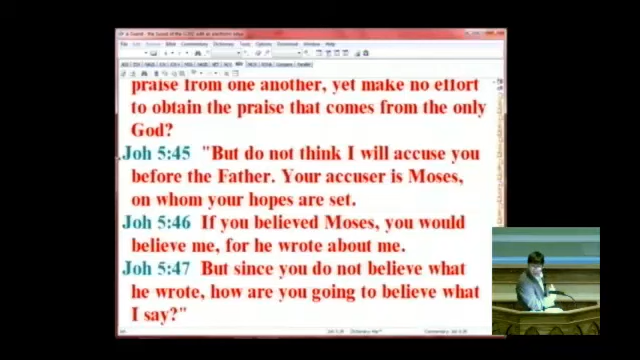 praise from one another, yet make no effort
to obtain the praise that comes from the only
God?
Joh 5:45 "But do not think I will accuse you
before the Father. Your accuser is Moses,
on whom your hopes are set.
Joh 5:46 If you believed Moses, you would
believe me, for he wrote about me.
Joh 5:47 But since you do not believe what
he wrote, how are you going to believe what
I say?"